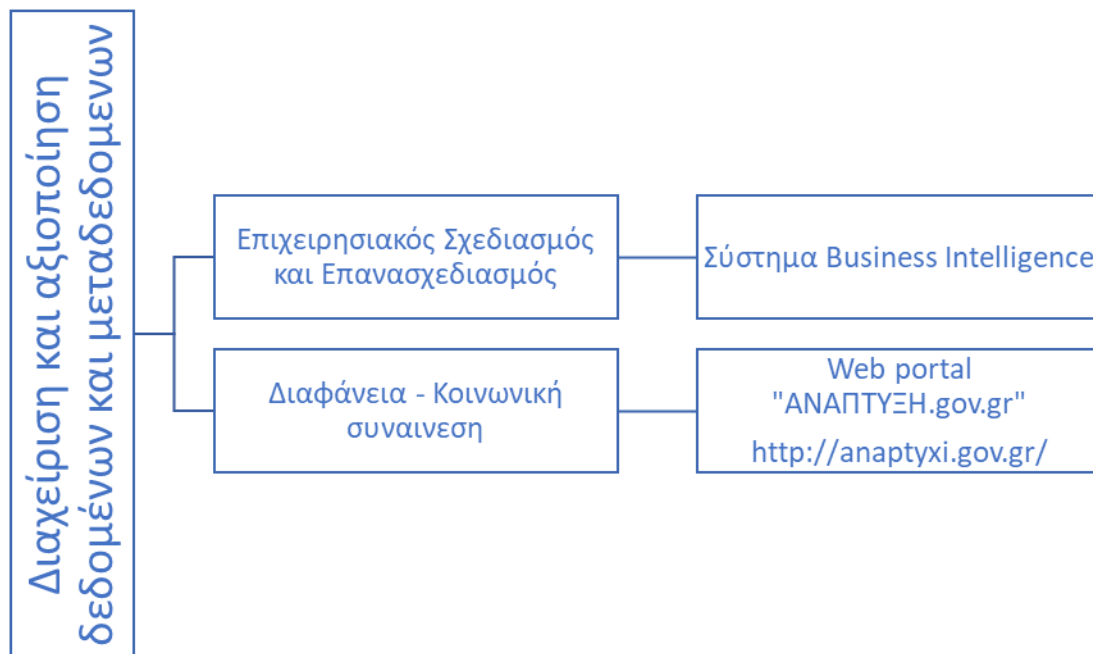 Διαχείριση και αξιοποίηση
δεδομένων και μεταδεδομενων
Επιχειρησιακός Σχεδιασμός
και Επανασχεδιασμός
Σύστημα Business Intelligence
Διαφάνεια - Κοινωνική
συναινεση
Web portal
"ΑΝΑΠΤΥΞΗ.gov.gr"
http://anaptyxi.gov.gr/